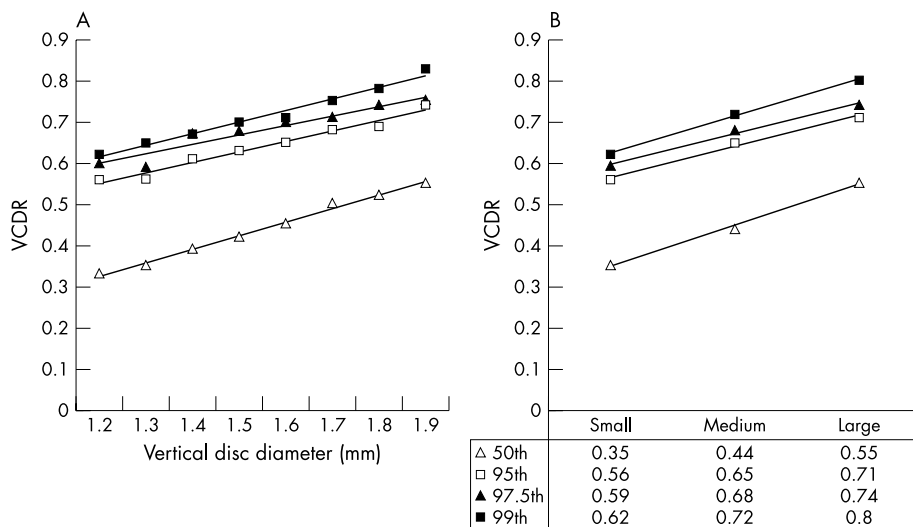 A
0.9
0.8
0.7
0.6
0.5
0.4
0.3
0.2
0.1
0
VCDR
1.2 1.3 1.4 1.5 1.6 1.7 1.8 1.9
Vertical disc diameter (mm)
B
0.9
0.8
0.7
0.6
0.5
0.4
0.3
0.2
0.1
0
VCDR
Small Medium Large
50th 0.35 0.44 0.55
95th 0.56 0.65 0.71
97.5th 0.59 0.68 0.74
99th 0.62 0.72 0.8